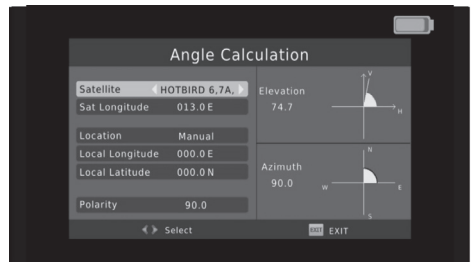 Angle Calculation
Satellite HOTBIRD 6,7A,
Sat Longitude 013.0 E
Location Manual
Local Longitude 000.0 E
Local Latitude 000.0 N
Polarity 90.0
Elevation
74.7
V
H
Azimuth
90.0
N
W
E
S
Select
EXIT EXIT